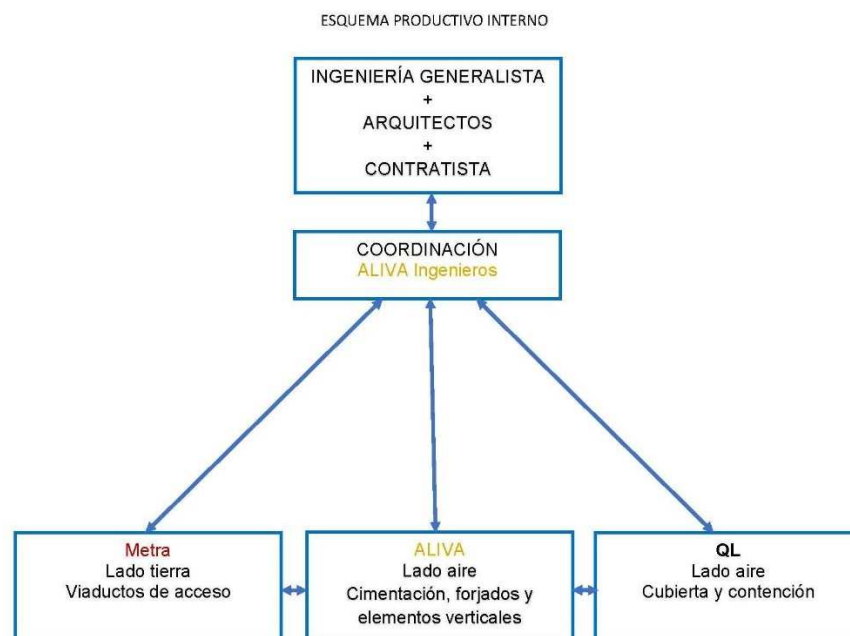 ESQUEMA PRODUCTIVO INTERNO
INGENIERÍA GENERALISTA
+
ARQUITECTOS
+
CONTRATISTA
COORDINACIÓN
ALIVA Ingenieros
Metra
Lado tierra
Viaductos de acceso
ALIVA
Lado aire
Cimentación, forjados y
elementos verticales
QL
Lado aire
Cubierta y contención